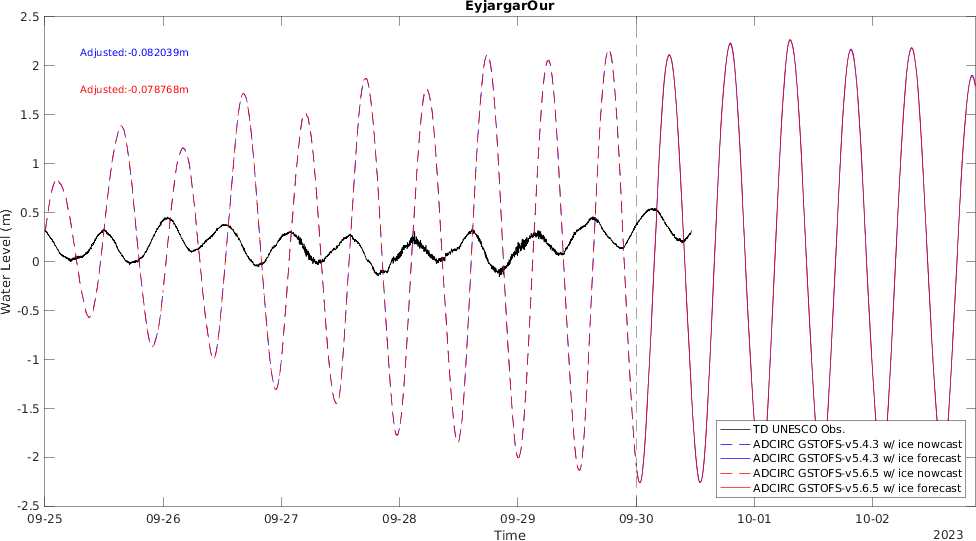 EyjargarOur
Adjusted:-0.082039m
Adjusted:-0.078768m
Water Level (m)
2.5
2
1.5
1
0.5
0
-0.5
-1
-1.5
-2
-2.5
TD UNESCO Obs.
ADCIRC GSTOFS-v5.4.3 w/ ice nowcast
ADCIRC GSTOFS-v5.4.3 w/ ice forecast
ADCIRC GSTOFS-v5.6.5 w/ ice nowcast
ADCIRC GSTOFS-v5.6.5 w/ ice forecast
09-25 09-26 09-27 09-28 09-29 09-30 10-01 10-02
Time
2023